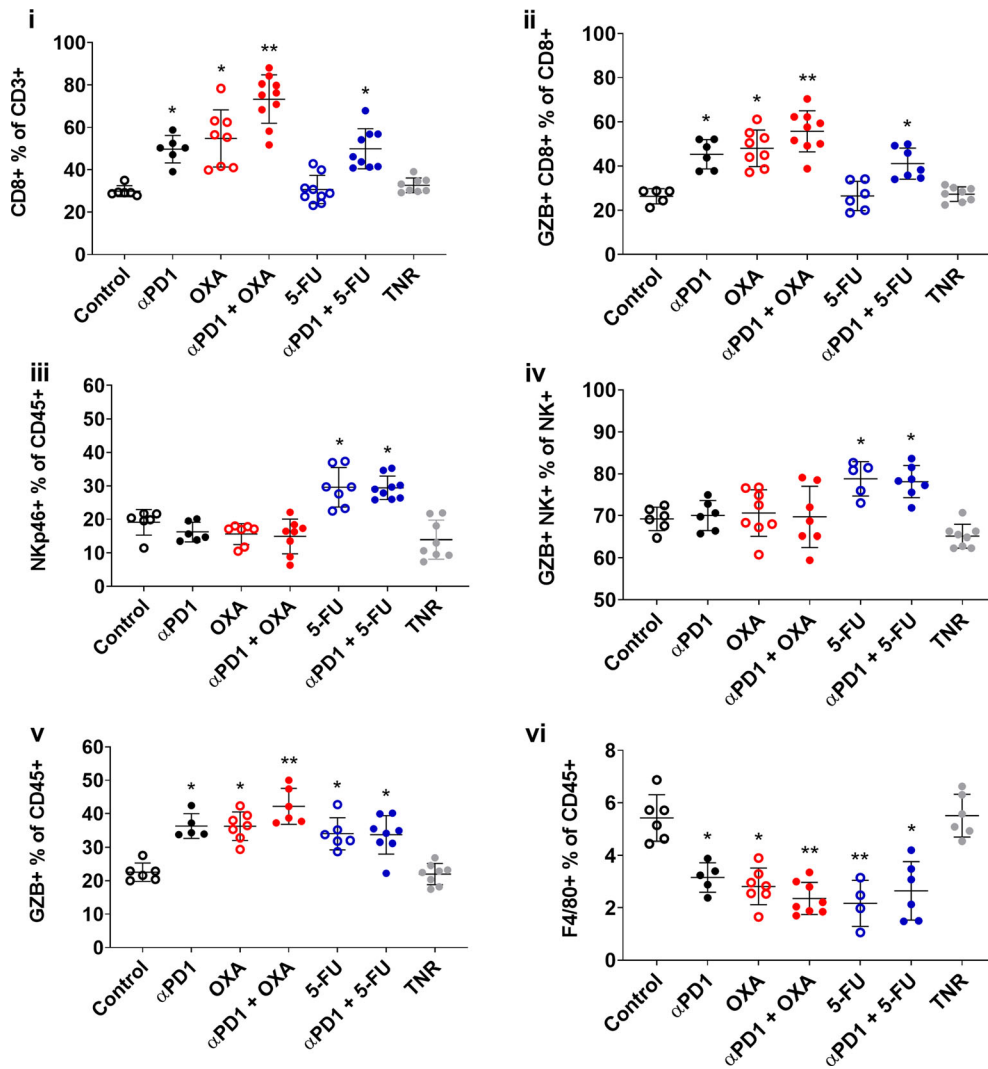 i
CD8+ % of CD3+
100
80
60
40
20
0
*
*
**
*
Control
αPD1
OXA
αPD1 + OXA
5-FU
αPD1 + 5-FU
TNR
ii
GZB+ CD8+ % of CD8+
100
80
60
40
20
0
*
*
**
*
Control
αPD1
OXA
αPD1 + OXA
5-FU
αPD1 + 5-FU
TNR
iii
NKp46+ % of CD45+
60
50
40
30
20
10
0
*
*
Control
αPD1
OXA
αPD1 + OXA
5-FU
αPD1 + 5-FU
TNR
iv
GZB+ NK+ % of NK+
100
90
80
70
60
50
*
*
Control
αPD1
OXA
αPD1 + OXA
5-FU
αPD1 + 5-FU
TNR
v
GZB+ % of CD45+
60
50
40
30
20
10
0
*
*
**
*
*
Control
αPD1
OXA
αPD1 + OXA
5-FU
αPD1 + 5-FU
TNR
vi
F4/80+ % of CD45+
8
6
4
2
0
*
*
**
**
*
Control
αPD1
OXA
αPD1 + OXA
5-FU
αPD1 + 5-FU
TNR